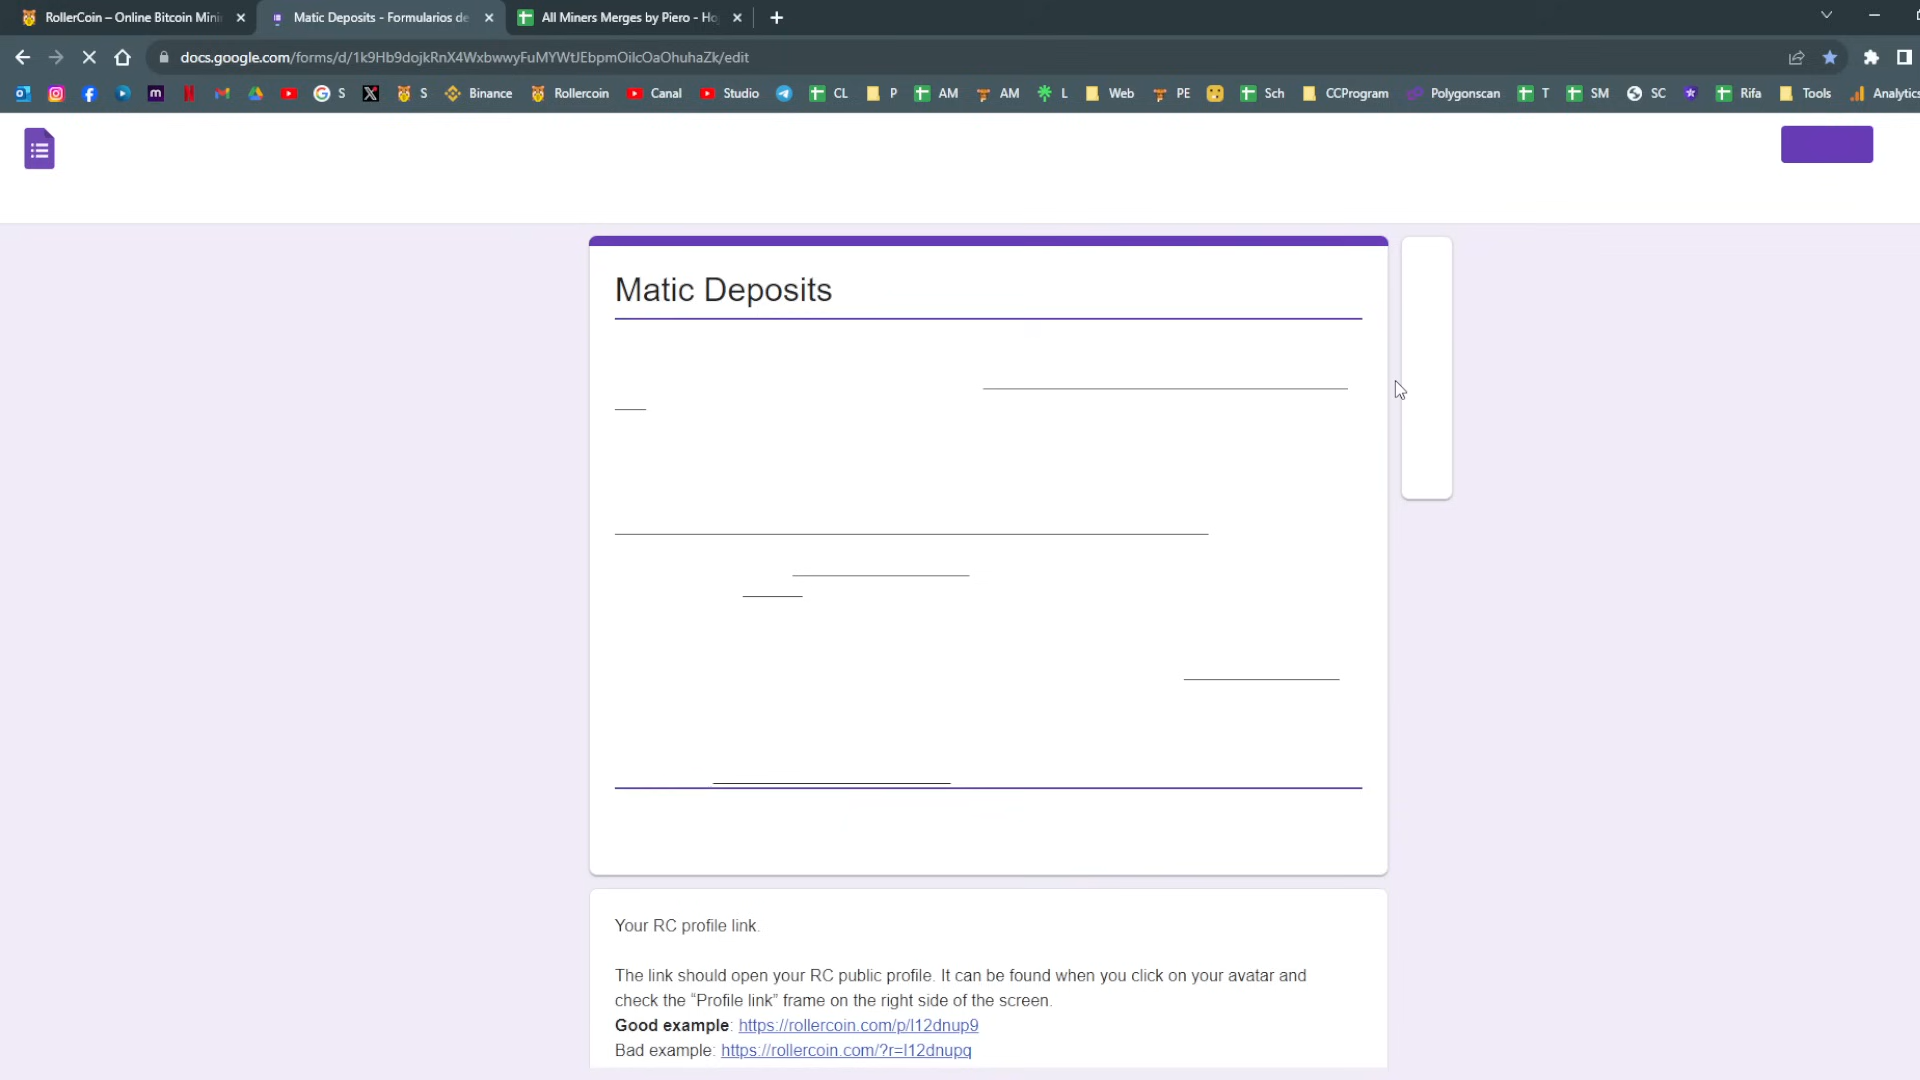 RollerCoin – Online Bitcoin Mini
Matic Deposits - Formularios de
All Miners Merges by Piero - Ho
docs.google.com/forms/d/1k9Hb9dojkRnX4WxbwwyFuMYWtJEbpmOilcOaOhuhaZk/edit
S S Binance Rollercoin Canal Studio CL P AM AM L Web PE Sch CCProgram Polygonscan T SM SC Rifa Tools Analytics
Matic Deposits
Your RC profile link.
The link should open your RC public profile. It can be found when you click on your avatar and
check the “Profile link” frame on the right side of the screen.
Good example: https://rollercoin.com/p/l12dnup9
Bad example: https://rollercoin.com/?r=l12dnupq